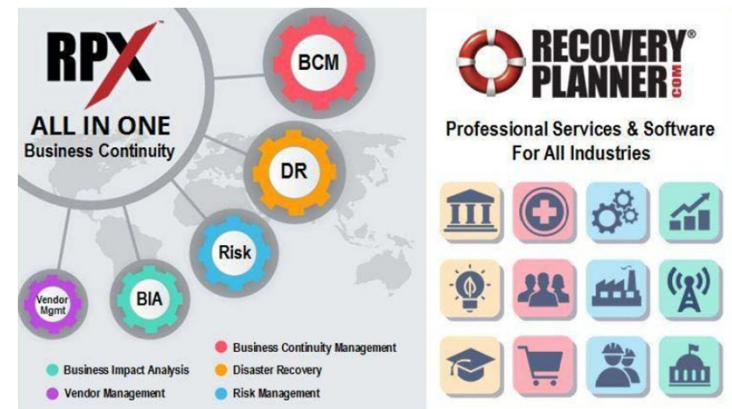 RPX
ALL IN ONE
Business Continuity
BCM
DR
Risk
BIA
Vendor
Mgmt
Business Continuity Management
Business Impact Analysis
Disaster Recovery
Vendor Management
Risk Management
RECOVERY
PLANNER
.COM
®
Professional Services & Software
For All Industries